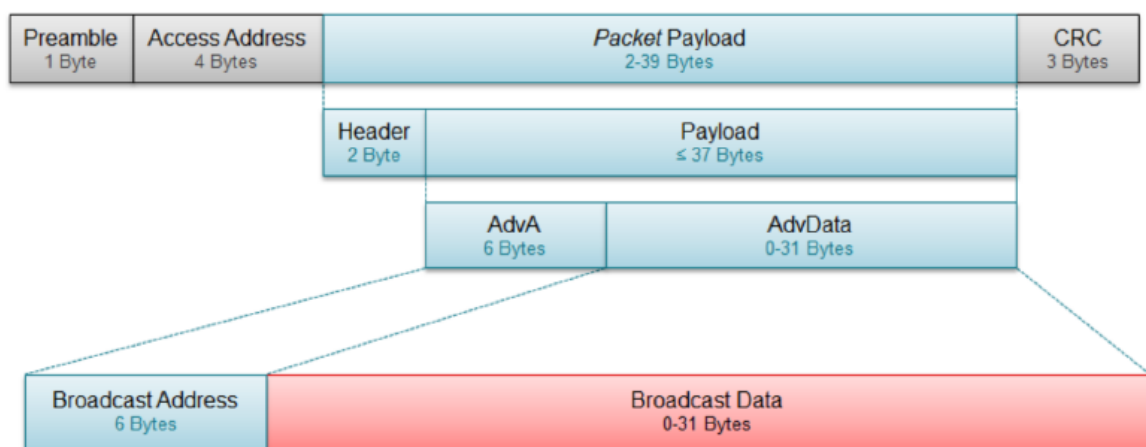 Preamble
1 Byte
Access Address
4 Bytes
Packet Payload
2-39 Bytes
CRC
3 Bytes
Header
2 Byte
Payload
≤ 37 Bytes
AdvA
6 Bytes
AdvData
0-31 Bytes
Broadcast Address
6 Bytes
Broadcast Data
0-31 Bytes